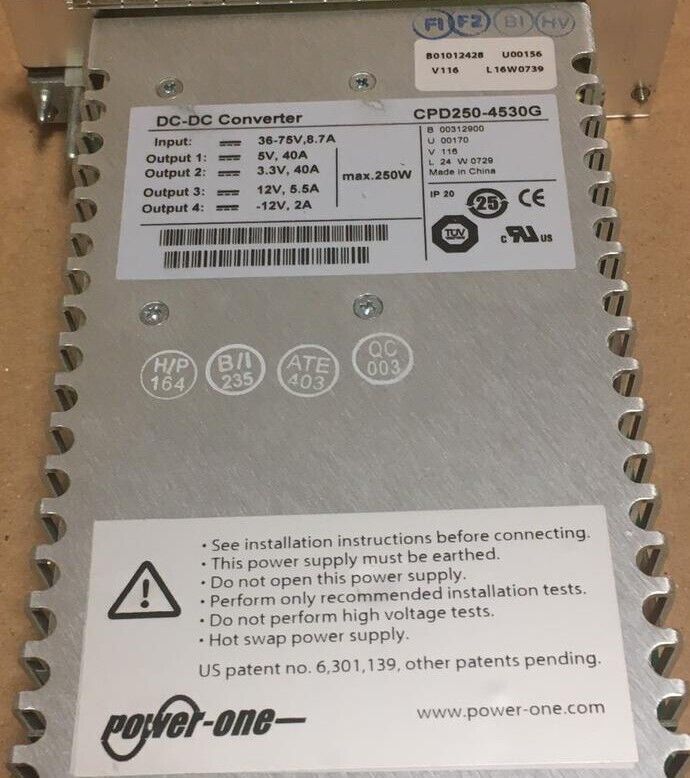 F1 F2 BI HV
B01012428 U00156
V116 L16W0739
DC-DC Converter CPD250-4530G
Input: 36-75V,8.7A
Output 1: 5V, 40A
Output 2: 3.3V, 40A
Output 3: 12V, 5.5A
Output 4: -12V, 2A
max.250W
B 00312900
U 00170
V 116
L 24 W 0729
Made in China
IP 20
25
CE
TÜV
c RU US
H/P 164
B/I 235
ATE 403
QC 003
• See installation instructions before connecting.
• This power supply must be earthed.
• Do not open this power supply.
• Perform only recommended installation tests.
• Do not perform high voltage tests.
• Hot swap power supply.
US patent no. 6,301,139, other patents pending.
power-one
www.power-one.com